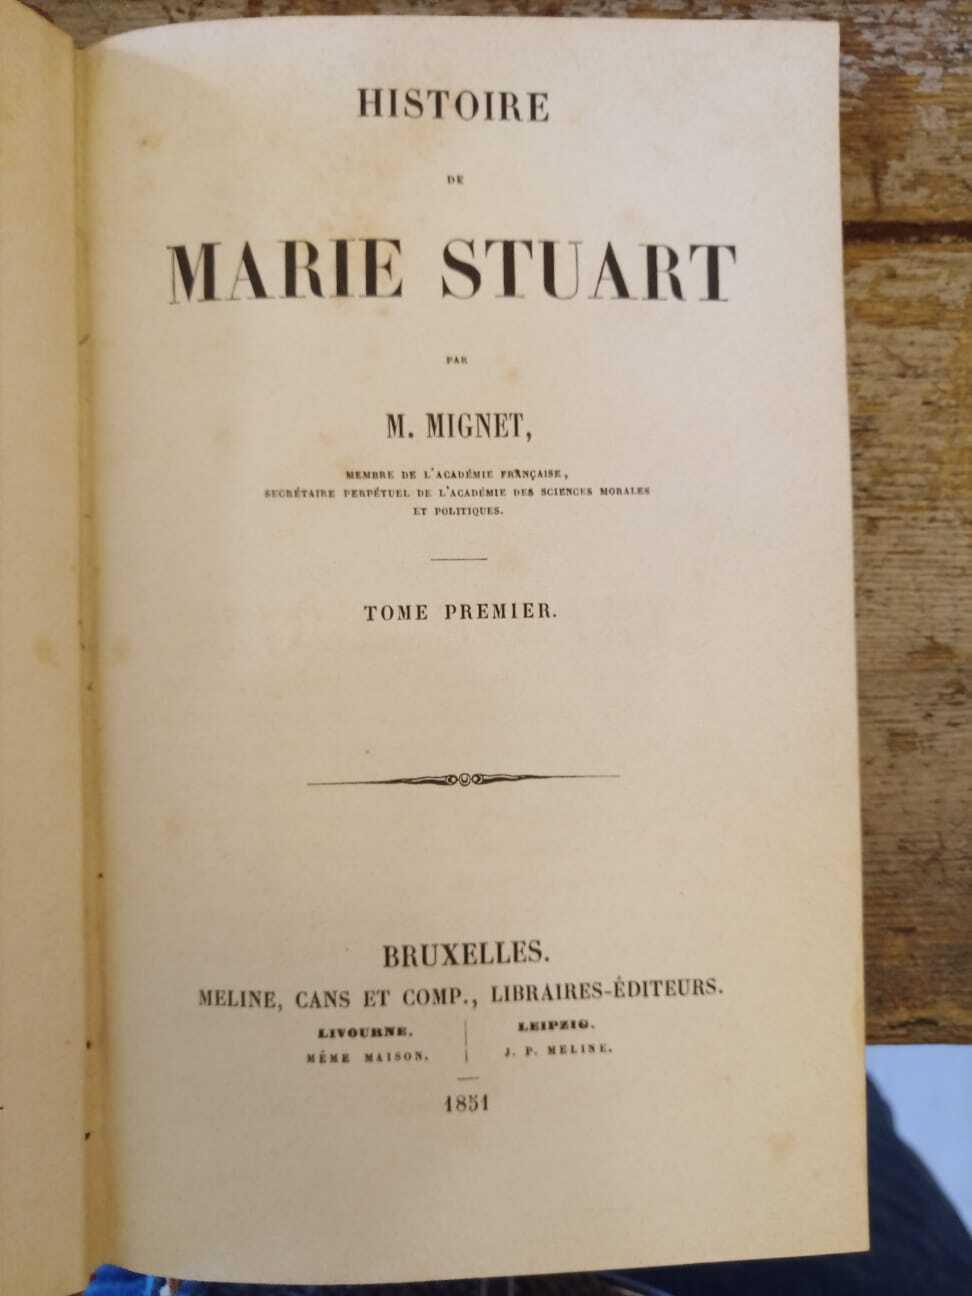 HISTOIRE
DE
MARIE STUART
PAR
M. MIGNET,
MEMBRE DE L'ACADÉMIE FRANÇAISE,
SECRÉTAIRE PERPÉTUEL DE L'ACADÉMIE DES SCIENCES MORALES
ET POLITIQUES.
TOME PREMIER.
BRUXELLES.
MELINE, CANS ET COMP., LIBRAIRES-ÉDITEURS.
LIVOURNE.
MÊME MAISON.
LEIPZIG.
J. P. MELINE.
1851